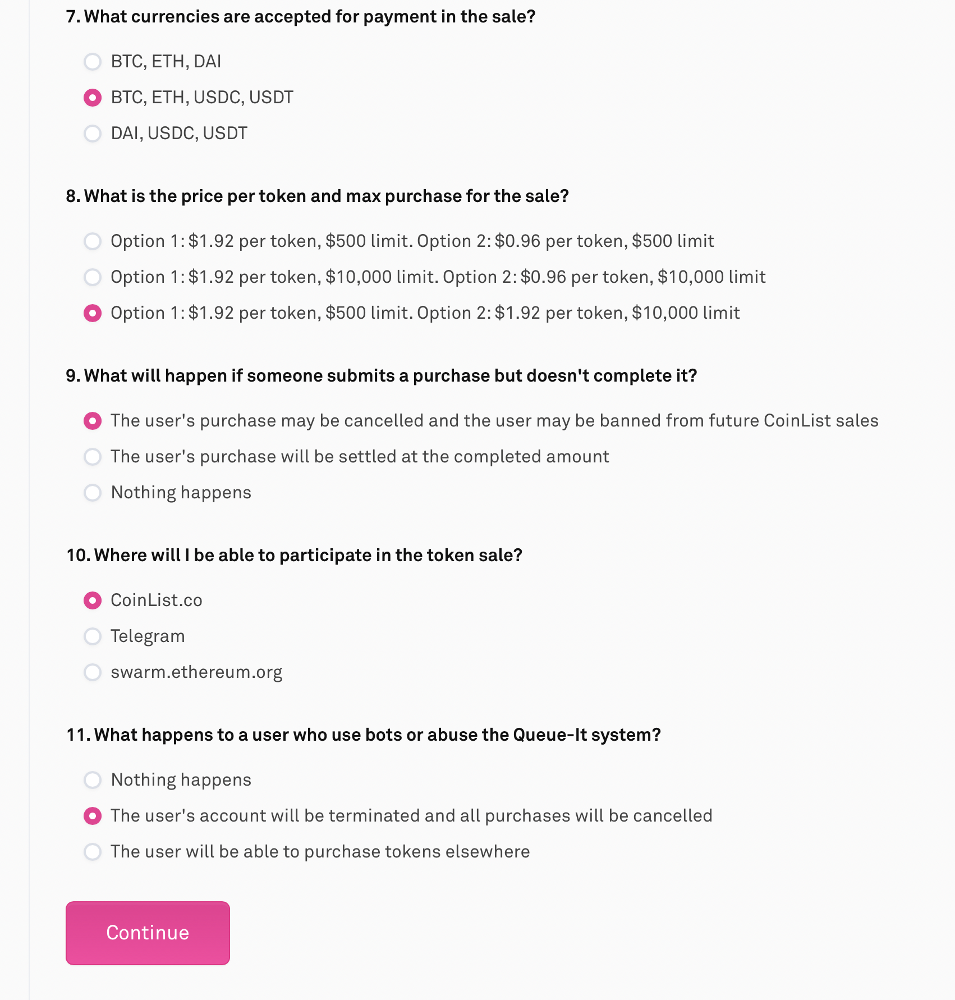 7. What currencies are accepted for payment in the sale?
BTC, ETH, DAI
BTC, ETH, USDC, USDT
DAI, USDC, USDT
8. What is the price per token and max purchase for the sale?
Option 1: $1.92 per token, $500 limit. Option 2: $0.96 per token, $500 limit
Option 1: $1.92 per token, $10,000 limit. Option 2: $0.96 per token, $10,000 limit
Option 1: $1.92 per token, $500 limit. Option 2: $1.92 per token, $10,000 limit
9. What will happen if someone submits a purchase but doesn't complete it?
The user's purchase may be cancelled and the user may be banned from future CoinList sales
The user's purchase will be settled at the completed amount
Nothing happens
10. Where will I be able to participate in the token sale?
CoinList.co
Telegram
swarm.ethereum.org
11. What happens to a user who use bots or abuse the Queue-It system?
Nothing happens
The user's account will be terminated and all purchases will be cancelled
The user will be able to purchase tokens elsewhere
Continue